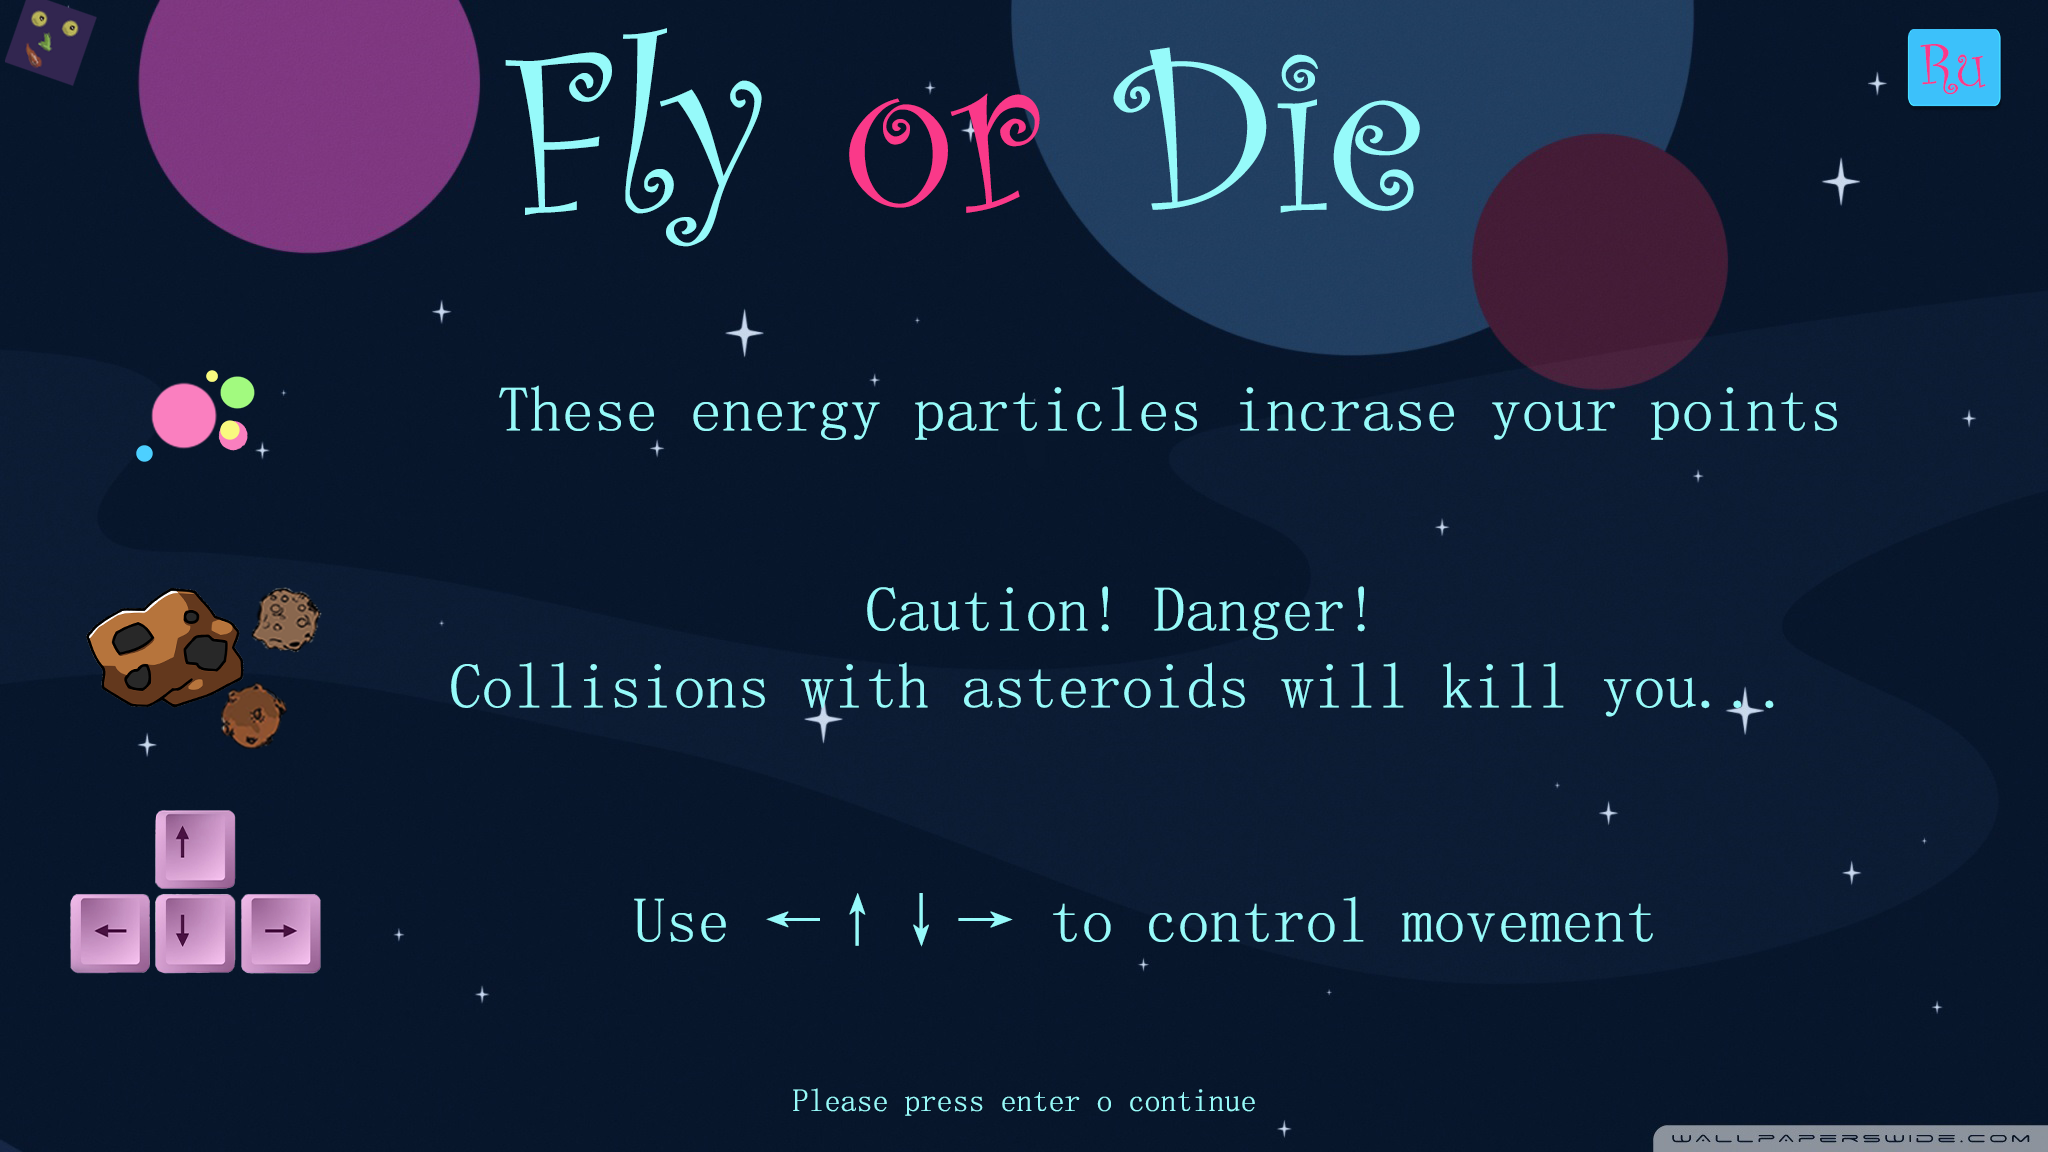 Fly or Die
Ru
These energy particles incrase your points
Caution! Danger!
Collisions with asteroids will kill you...
↑
← ↓ →
Use ← ↑ ↓ → to control movement
Please press enter o continue
WALLPAPERSWIDE.COM